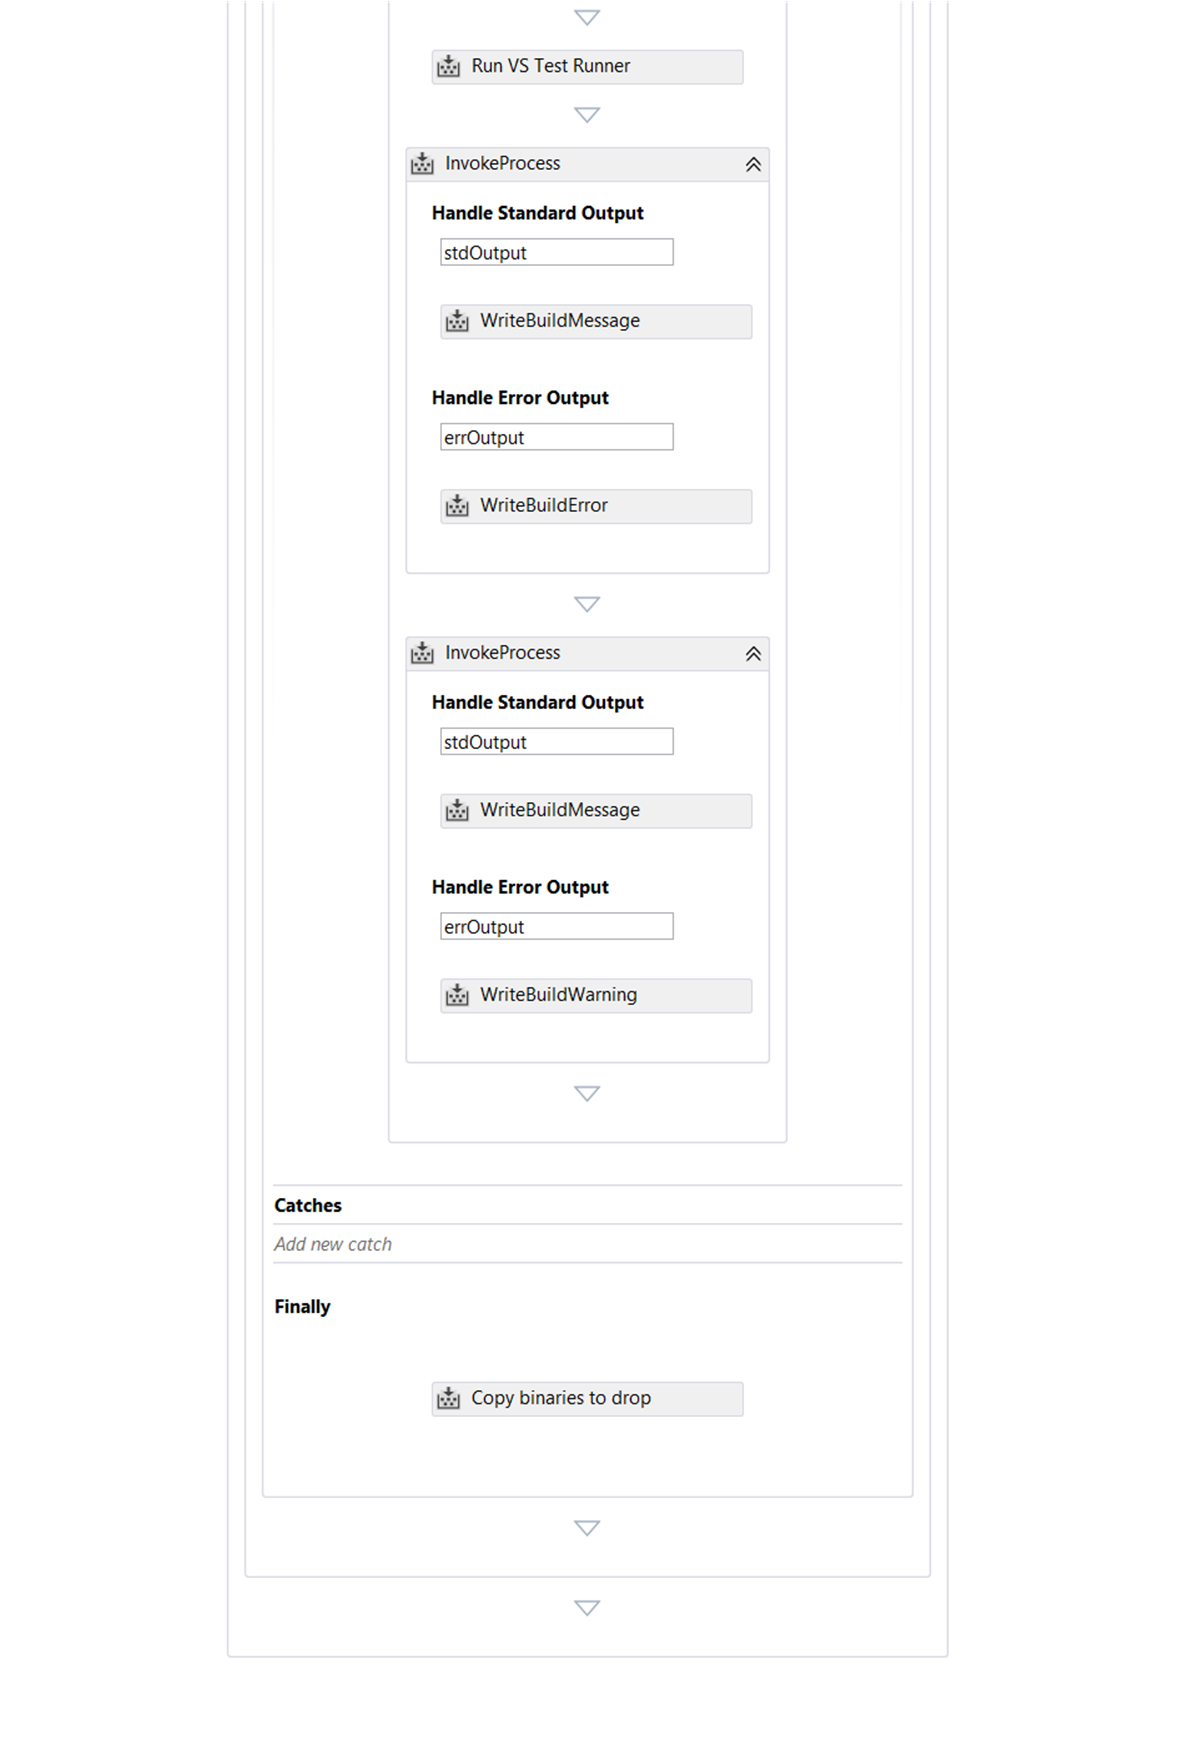 Run VS Test Runner
InvokeProcess
Handle Standard Output
stdOutput
WriteBuildMessage
Handle Error Output
errOutput
WriteBuildError
InvokeProcess
Handle Standard Output
stdOutput
WriteBuildMessage
Handle Error Output
errOutput
WriteBuildWarning
Catches
Add new catch
Finally
Copy binaries to drop